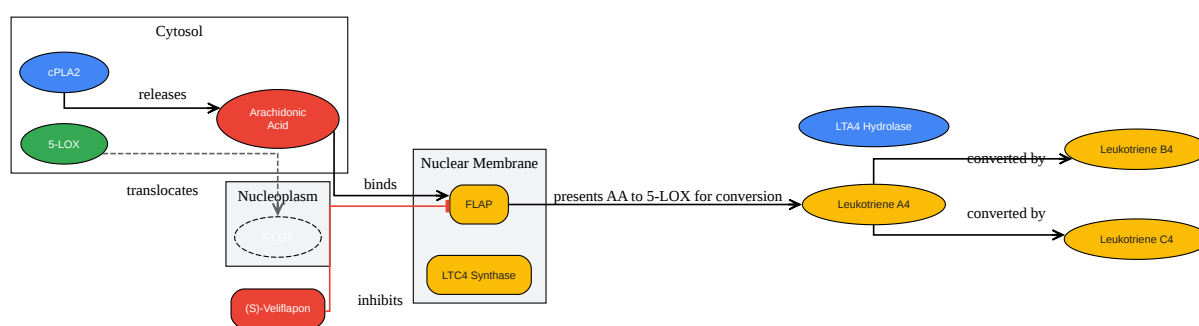 Cytosol
cPLA2
releases
Arachidonic
Acid
5-LOX
translocates
Nucleoplasm
5-LOX
(S)-Veliflapon
inhibits
binds
Nuclear Membrane
FLAP
LTC4 Synthase
presents AA to 5-LOX for conversion
LTA4 Hydrolase
Leukotriene A4
converted by
Leukotriene B4
converted by
Leukotriene C4